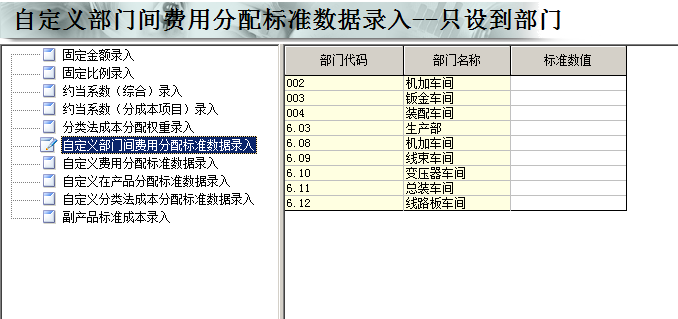 自定义部门间费用分配标准数据录入--只设到部门
固定金额录入
固定比例录入
约当系数（综合）录入
约当系数（分成本项目）录入
分类法成本分配权重录入
自定义部门间费用分配标准数据录入
自定义费用分配标准数据录入
自定义在产品分配标准数据录入
自定义分类法成本分配标准数据录入
副产品标准成本录入
部门代码 部门名称 标准数值
002 机加车间
003 钣金车间
004 装配车间
6.03 生产部
6.08 机加车间
6.09 线束车间
6.10 变压器车间
6.11 总装车间
6.12 线路板车间